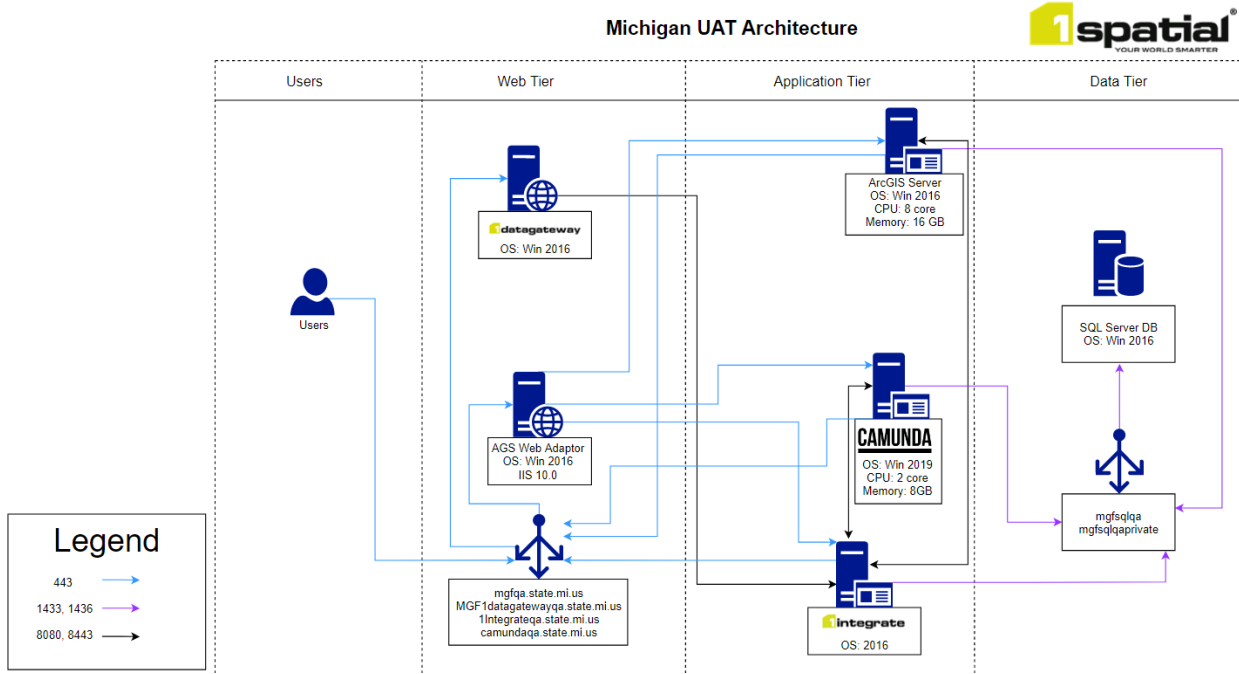 Michigan UAT Architecture
1spatial®
YOUR WORLD SMARTER
Users
Web Tier
Application Tier
Data Tier
ArcGIS Server
OS: Win 2016
CPU: 8 core
Memory: 16 GB
1datagateway
OS: Win 2016
Users
SQL Server DB
OS: Win 2016
AGS Web Adaptor
OS: Win 2016
IIS 10.0
CAMUNDA
OS: Win 2019
CPU: 2 core
Memory: 8GB
mgfsqlqa
mgfsqlqaprivate
Legend
443
1433, 1436
8080, 8443
mgfqa.state.mi.us
MGF1datagatewayqa.state.mi.us
1Integrateqa.state.mi.us
camundaqa.state.mi.us
1integrate
OS: 2016